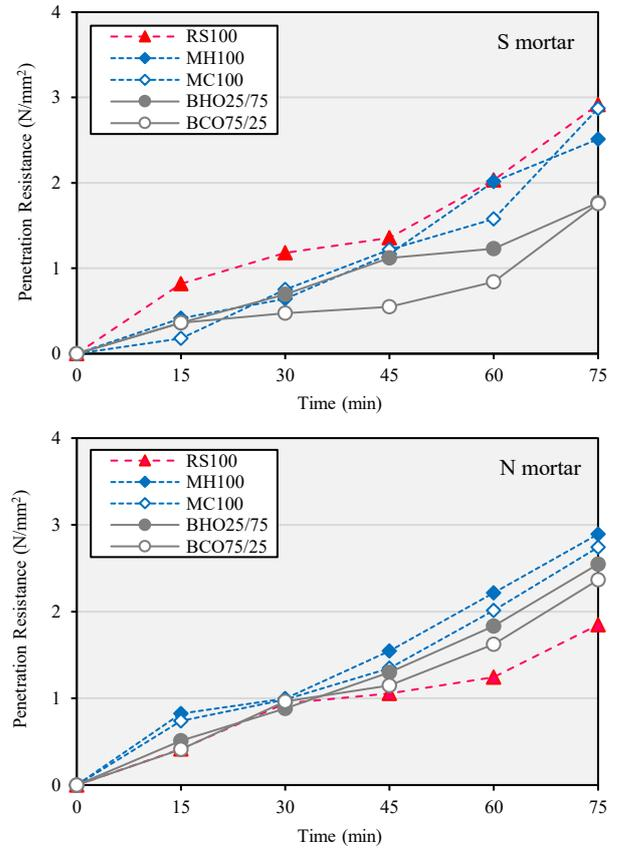 4
RS100
S mortar
MH100
MC100
3
BHO25/75
BCO75/25
2
1
0
Penetration Resistance (N/mm²)
0 15 30 45 60 75
Time (min)
4
RS100
N mortar
MH100
MC100
BHO25/75
3
BCO75/25
2
1
0
Penetration Resistance (N/mm²)
0 15 30 45 60 75
Time (min)